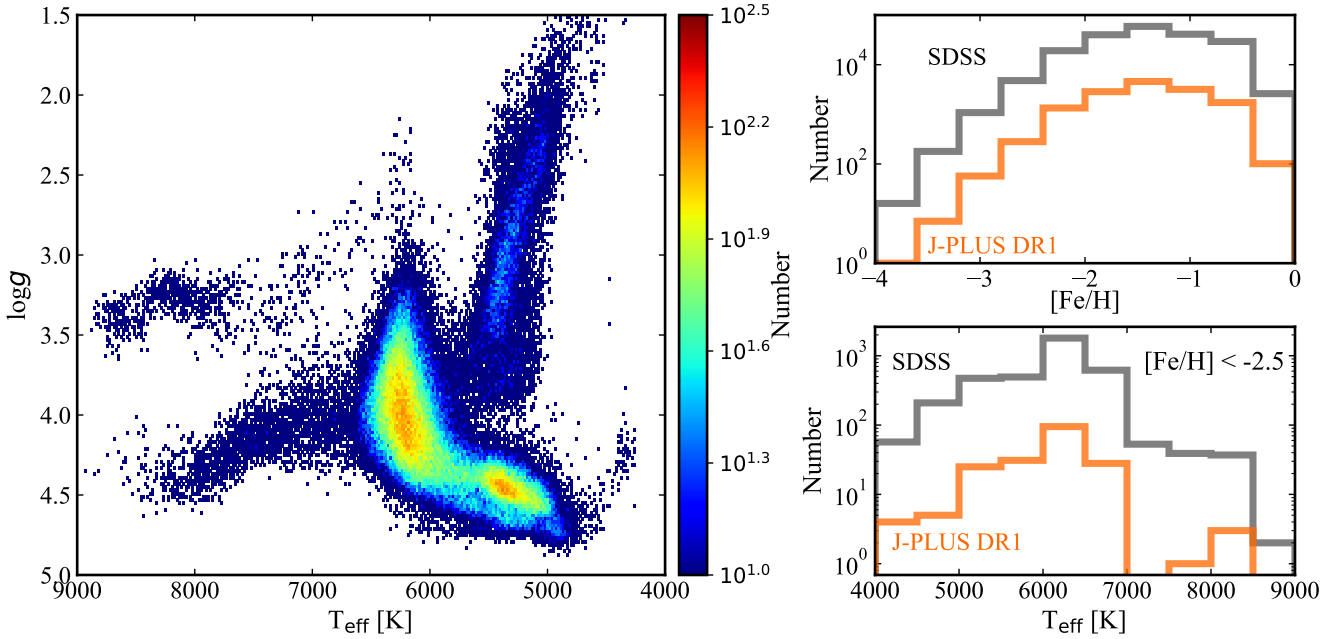 1.5
2.0
2.5
3.0
3.5
4.0
4.5
5.0
logg
9000 8000 7000 6000 5000 4000
T_eff [K]
10^2.5
10^2.2
10^1.9
10^1.6
10^1.3
10^1.0
Number
10^4
10^2
10^0
Number
SDSS
J-PLUS DR1
−4 −3 −2 −1 0
[Fe/H]
10^3
10^2
10^1
10^0
Number
SDSS
[Fe/H] < -2.5
J-PLUS DR1
4000 5000 6000 7000 8000 9000
T_eff [K]